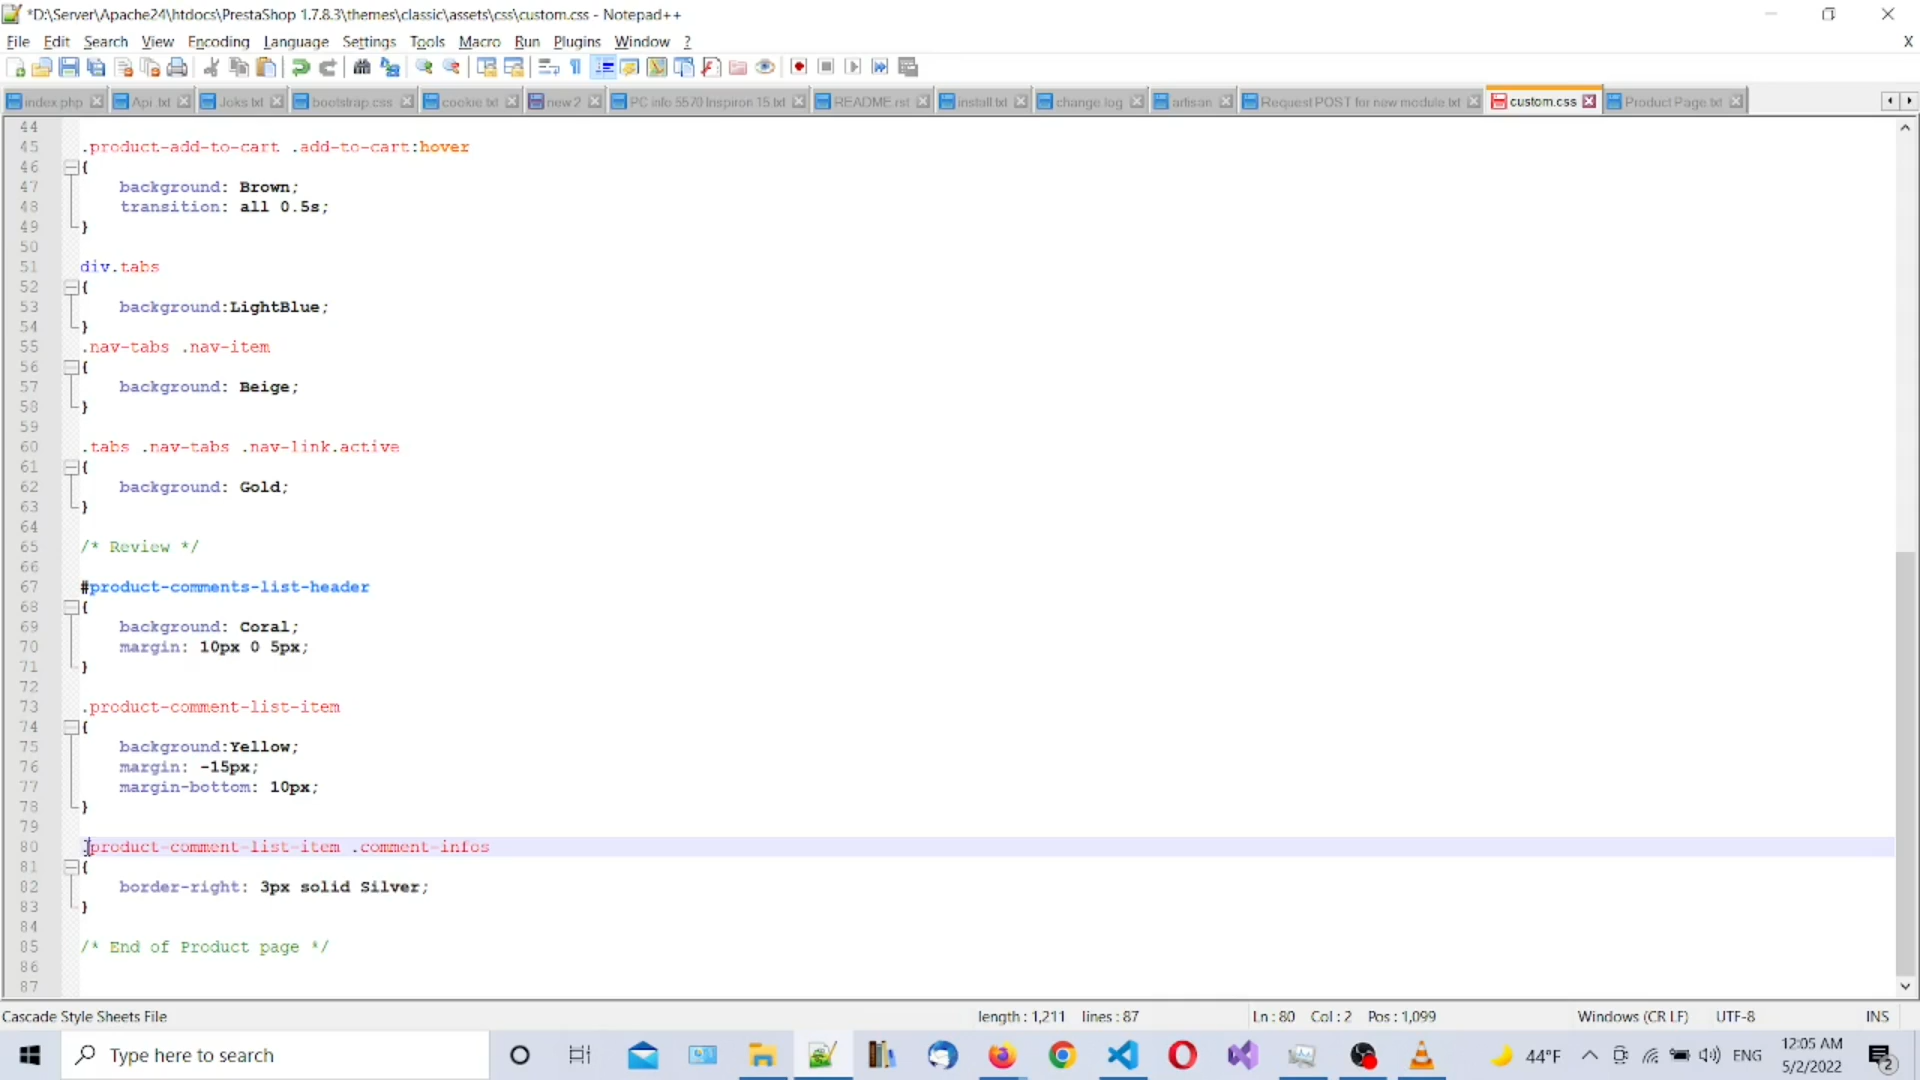 *D:\Server\Apache24\htdocs\PrestaShop 1.7.8.3\themes\classic\assets\css\custom.css - Notepad++
File Edit Search View Encoding Language Settings Tools Macro Run Plugins Window ? X
index.php Api.txt Joks.txt bootstrap.css cookie.txt new 2 PC info 5570 Inspiron 15.txt README.rst install.txt change.log artisan Request POST for new module.txt custom.css Product Page.txt
44
45 .product-add-to-cart .add-to-cart:hover
46 {
47 background: Brown;
48 transition: all 0.5s;
49 }
50
51 div.tabs
52 {
53 background:LightBlue;
54 }
55 .nav-tabs .nav-item
56 {
57 background: Beige;
58 }
59
60 .tabs .nav-tabs .nav-link.active
61 {
62 background: Gold;
63 }
64
65 /* Review */
66
67 #product-comments-list-header
68 {
69 background: Coral;
70 margin: 10px 0 5px;
71 }
72
73 .product-comment-list-item
74 {
75 background:Yellow;
76 margin: -15px;
77 margin-bottom: 10px;
78 }
79
80 .product-comment-list-item .comment-infos
81 {
82 border-right: 3px solid Silver;
83 }
84
85 /* End of Product page */
86
87
Cascade Style Sheets File length : 1,211 lines : 87 Ln : 80 Col : 2 Pos : 1,099 Windows (CR LF) UTF-8 INS
Type here to search 44°F ENG 12:05 AM
5/2/2022 2